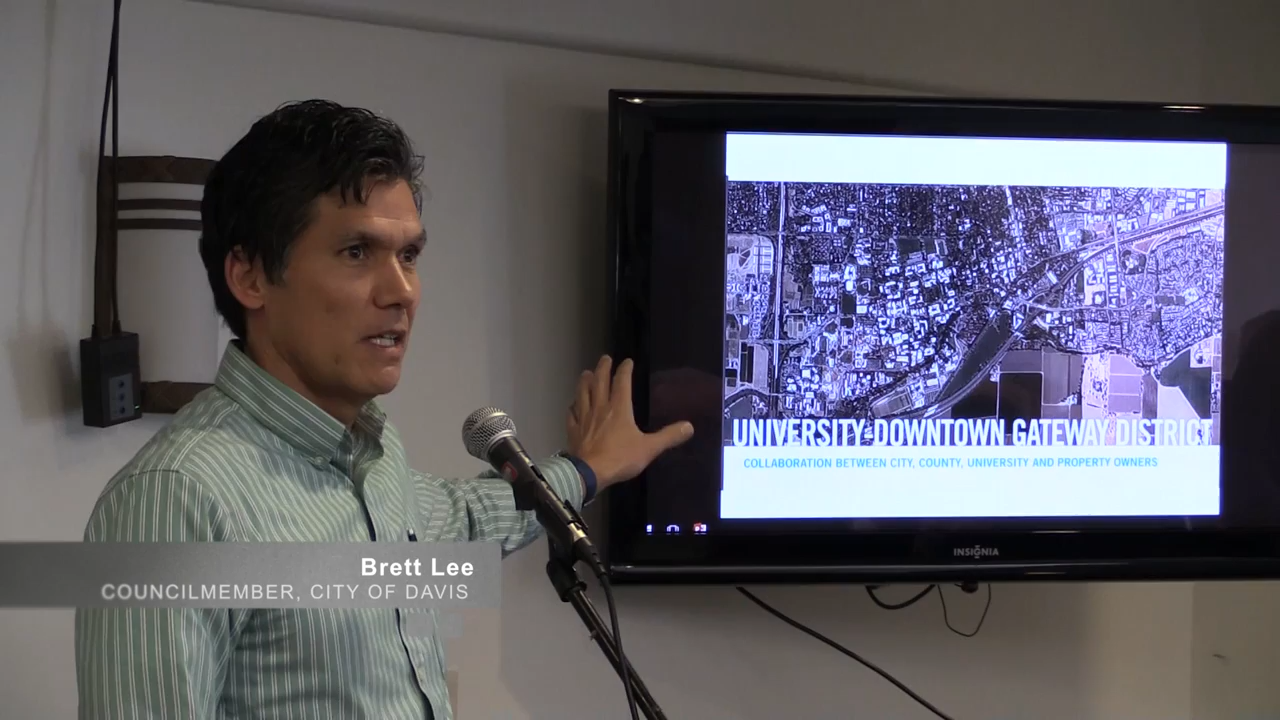 UNIVERSITY-DOWNTOWN GATEWAY DISTRICT
COLLABORATION BETWEEN CITY, COUNTY, UNIVERSITY AND PROPERTY OWNERS
INSIGNIA
Brett Lee
COUNCILMEMBER, CITY OF DAVIS